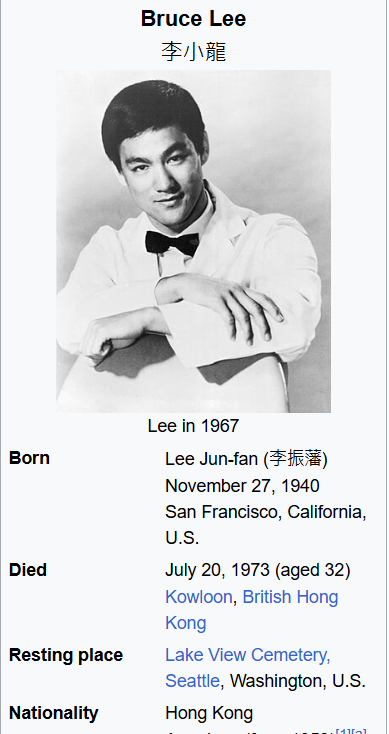 Bruce Lee
李小龍
Lee in 1967
Born
Lee Jun-fan (李振藩)
November 27, 1940
San Francisco, California,
U.S.
Died
July 20, 1973 (aged 32)
Kowloon, British Hong
Kong
Resting place
Lake View Cemetery,
Seattle, Washington, U.S.
Nationality
Hong Kong